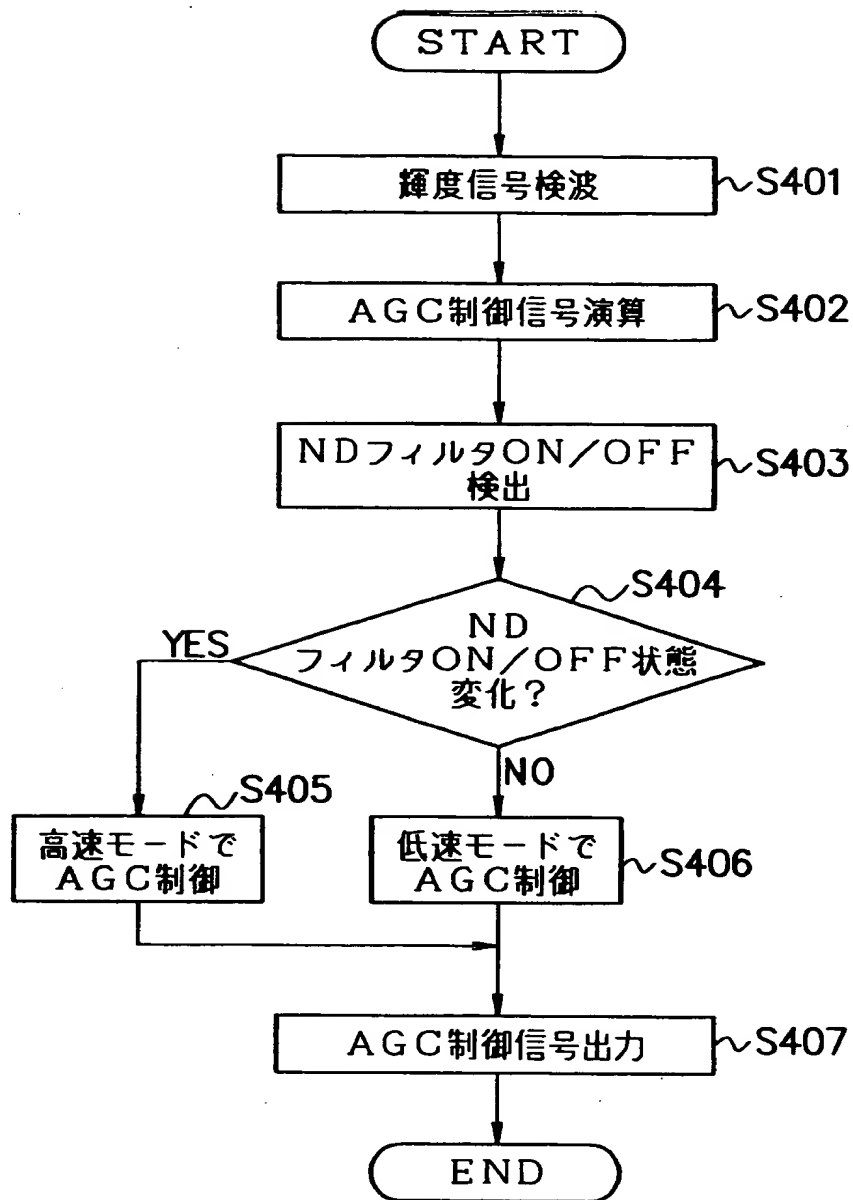 START
輝度信号検波
S401
AGC制御信号演算
S402
NDフィルタON/OFF
検出
S403
S404
ND
フィルタON/OFF状態
変化?
YES
NO
S405
高速モードで
AGC制御
低速モードで
AGC制御
S406
AGC制御信号出力
S407
END